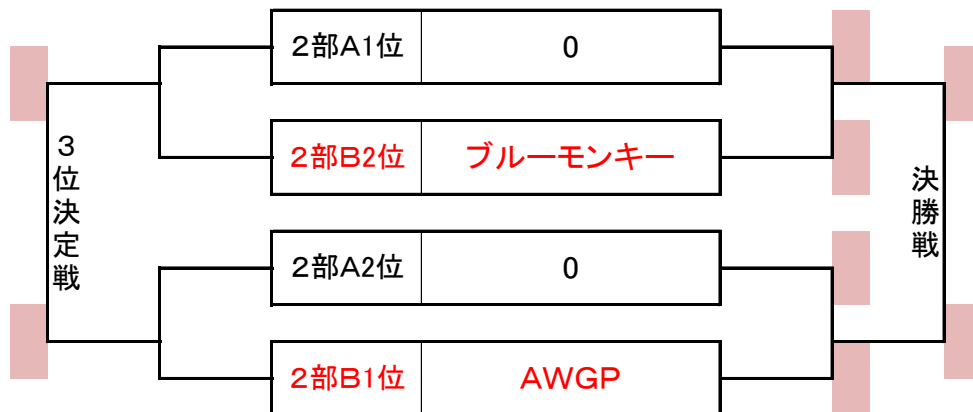 ２部A1位 0
２部B2位 ブルーモンキー
３位決定戦
決勝戦
２部A2位 0
２部B1位 AWGP